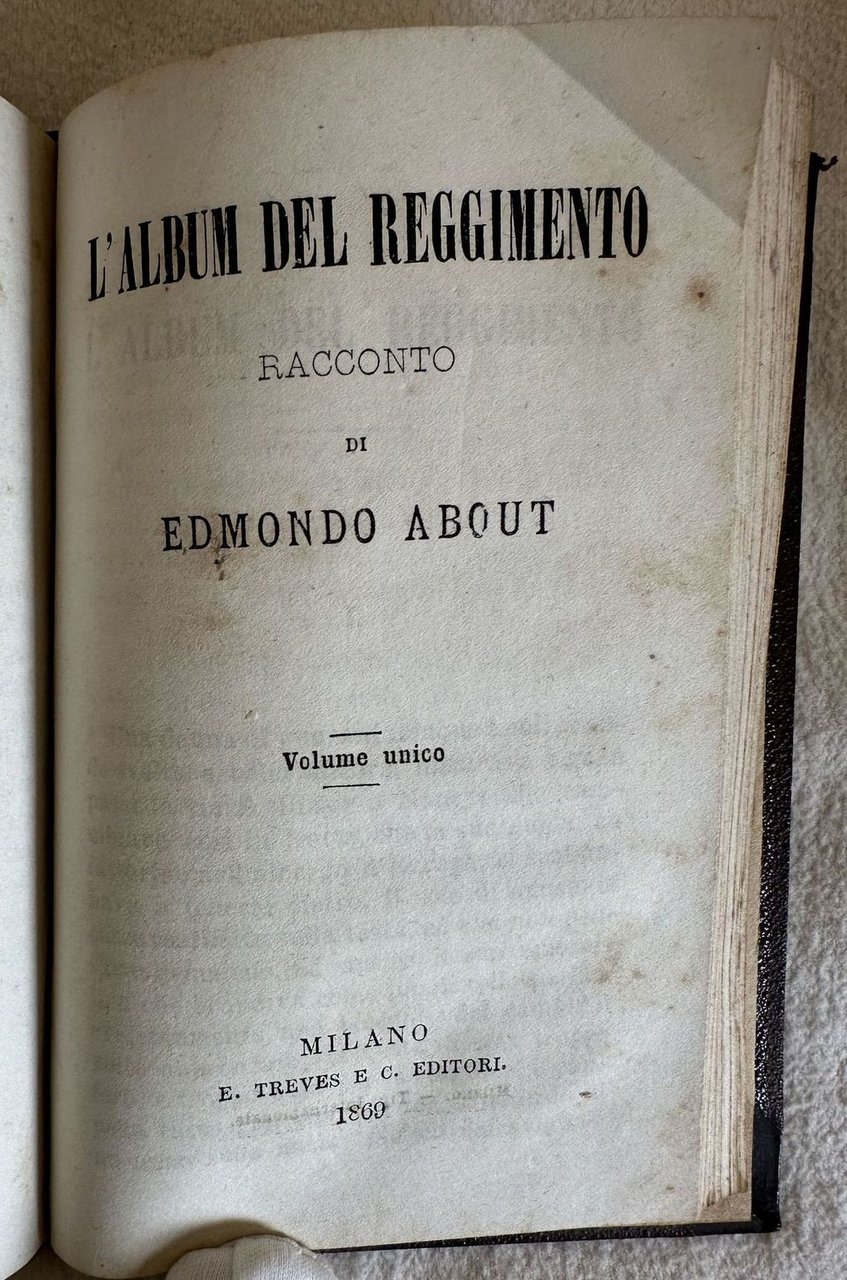 L'ALBUM DEL REGGIMENTO
RACCONTO
DI
EDMONDO ABOUT
Volume unico
MILANO
E. TREVES E C. EDITORI.
1869